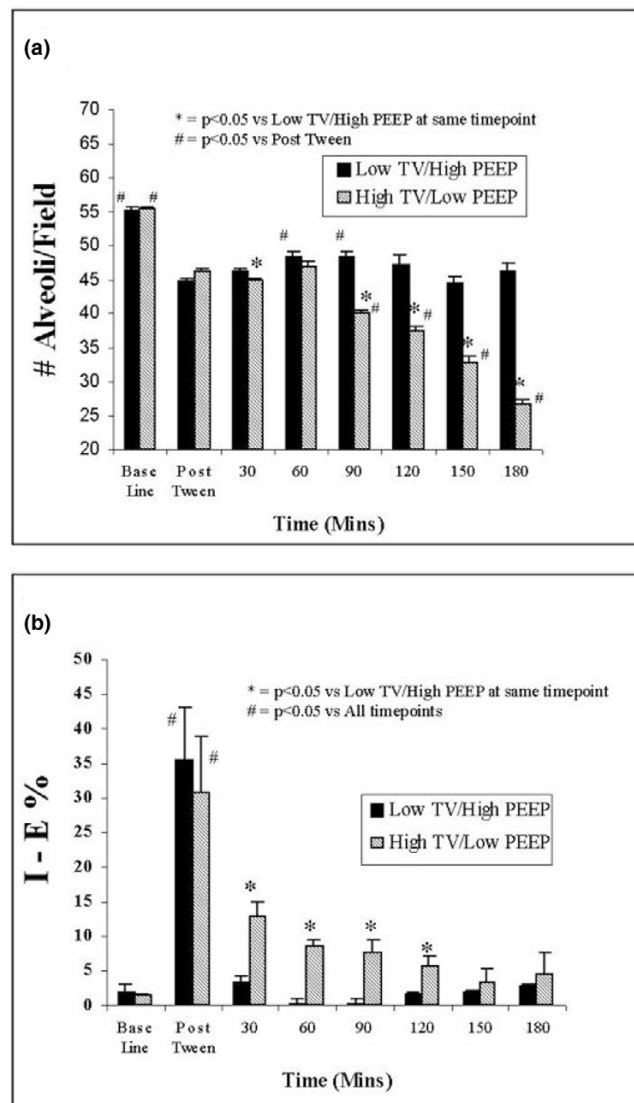 (a)
* = p<0.05 vs Low TV/High PEEP at same timepoint
# = p<0.05 vs Post Tween
Low TV/High PEEP
High TV/Low PEEP
# Alveoli/Field
70
65
60
55
50
45
40
35
30
25
20
# #
*
#
#
* #
* #
* #
* #
Base Line
Post Tween
30 60 90 120 150 180
Time (Mins)
(b)
* = p<0.05 vs Low TV/High PEEP at same timepoint
# = p<0.05 vs All timepoints
Low TV/High PEEP
High TV/Low PEEP
I - E %
50
45
40
35
30
25
20
15
10
5
0
# #
* * * *
Base Line
Post Tween
30 60 90 120 150 180
Time (Mins)